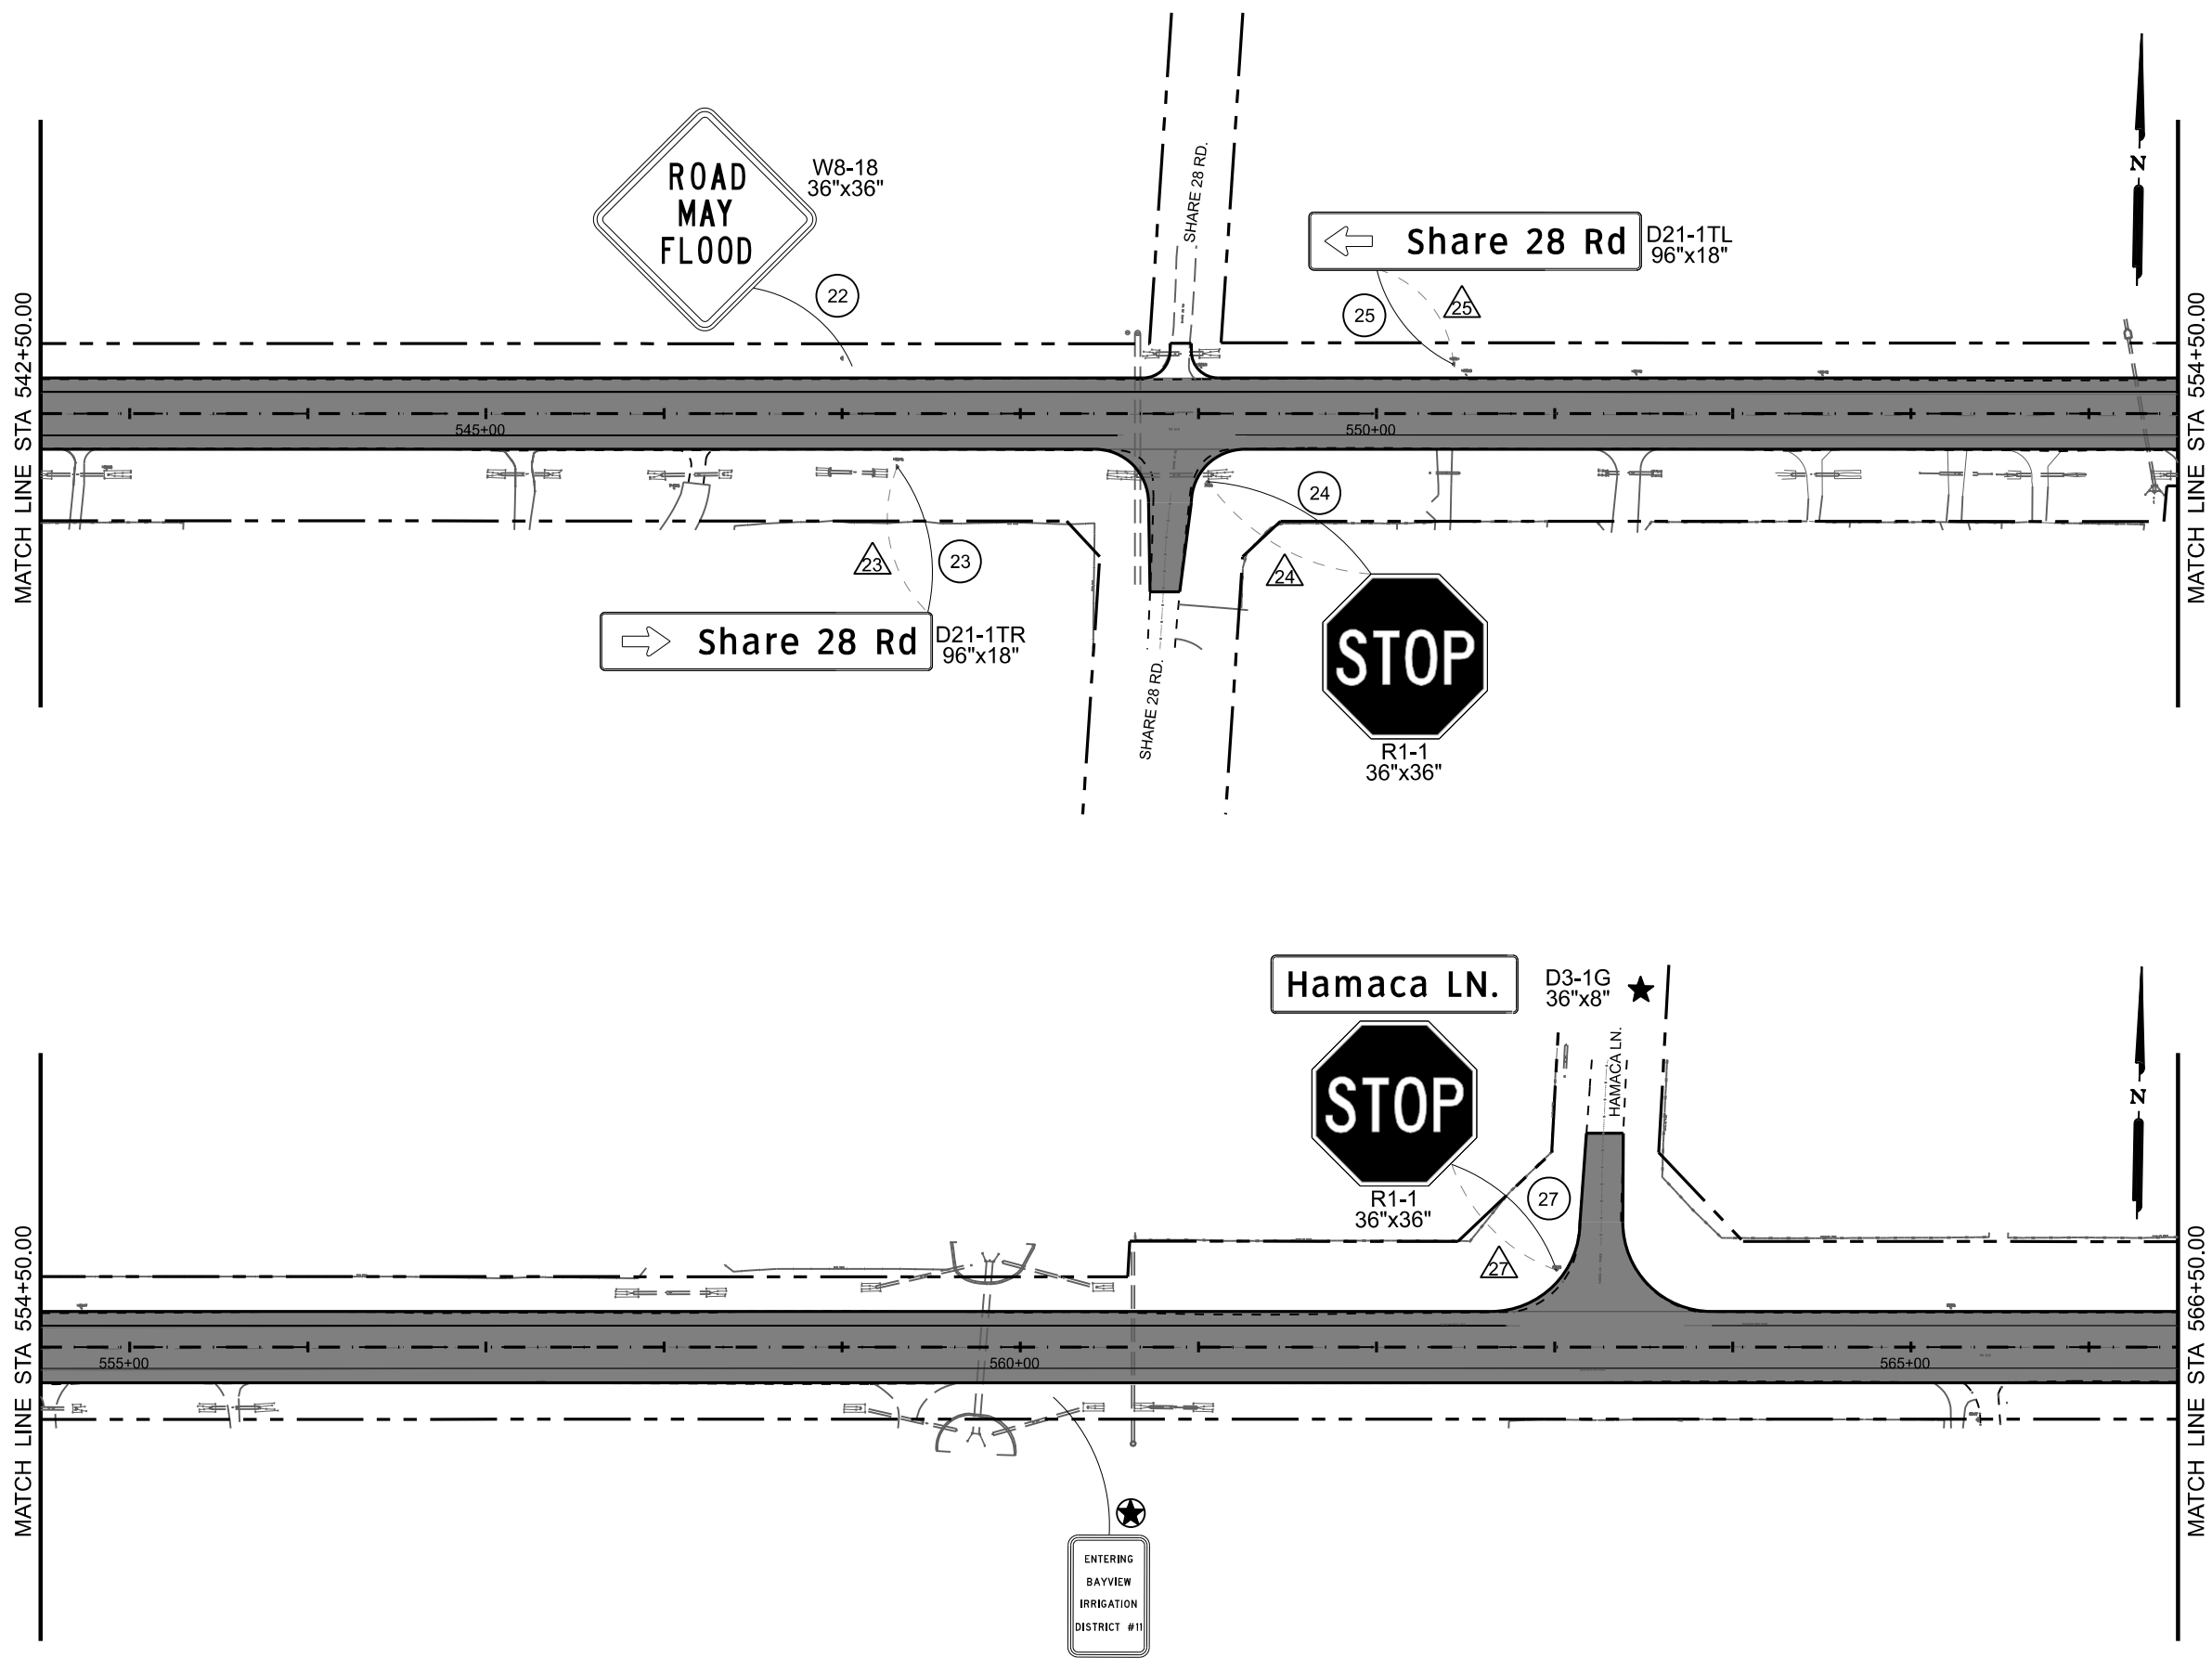 ROAD
MAY
FLOOD
W8-18
36"x36"
22
SHARE 28 RD.
Share 28 Rd
D21-1TL
96"x18"
25
25
N
MATCH LINE STA 542+50.00
545+00
550+00
MATCH LINE STA 554+50.00
23
23
Share 28 Rd
D21-1TR
96"x18"
24
24
SHARE 28 RD.
STOP
R1-1
36"x36"
Hamaca LN.
D3-1G
36"x8"
HAMACA LN.
N
STOP
R1-1
36"x36"
27
27
MATCH LINE STA 554+50.00
555+00
560+00
565+00
MATCH LINE STA 566+50.00
ENTERING
BAYVIEW
IRRIGATION
DISTRICT #11